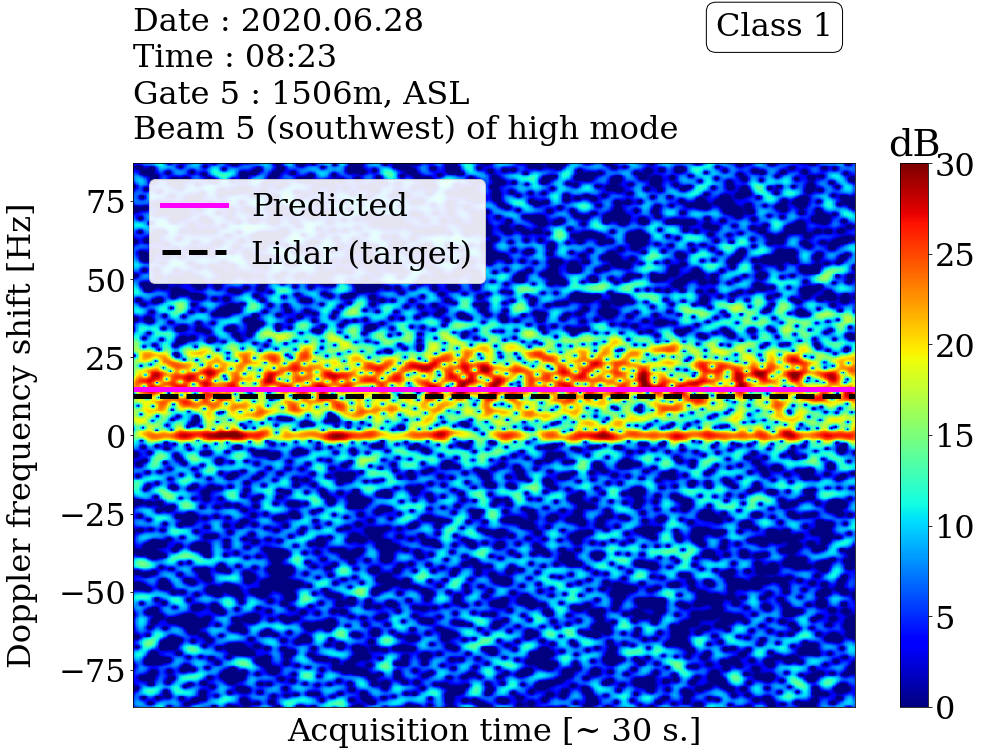 Date : 2020.06.28
Time : 08:23
Gate 5 : 1506m, ASL
Beam 5 (southwest) of high mode
Class 1
dB
Predicted
Lidar (target)
Doppler frequency shift [Hz]
75
50
25
0
−25
−50
−75
Acquisition time [~ 30 s.]
30
25
20
15
10
5
0